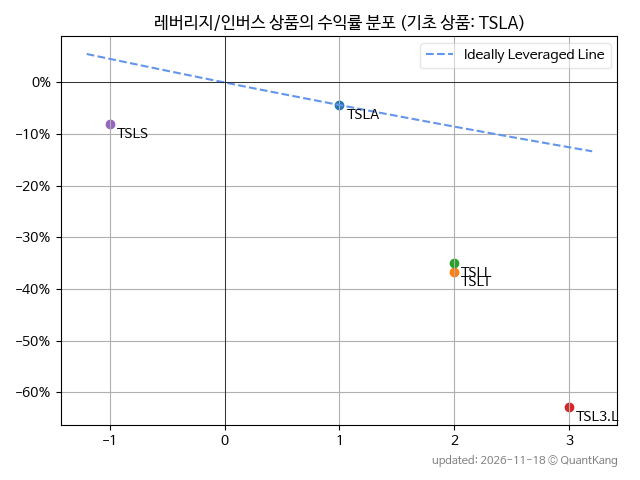 레버리지/인버스 상품의 수익률 분포 (기초 상품: TSLA)
Ideally Leveraged Line
0%
−10%
−20%
−30%
−40%
−50%
−60%
TSLS
TSLA
TSLL
TSLT
TSL3.L
−1
0
1
2
3
updated: 2026-11-18 © QuantKang